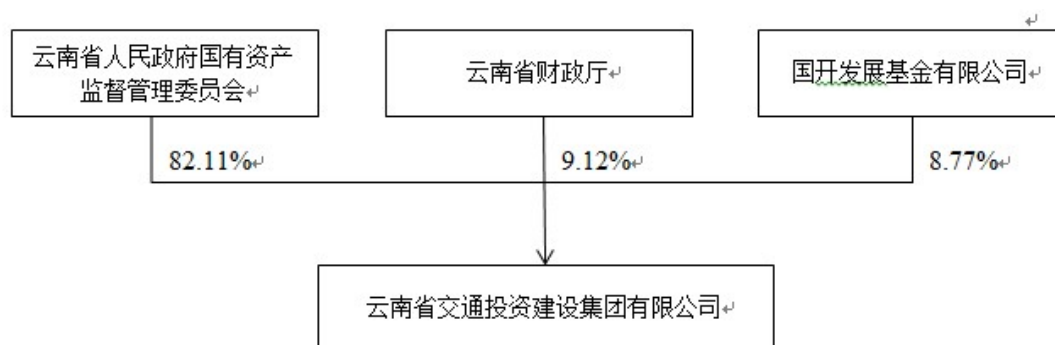 云南省人民政府国有资产
监督管理委员会
云南省财政厅
国开发展基金有限公司
82.11%
9.12%
8.77%
云南省交通投资建设集团有限公司